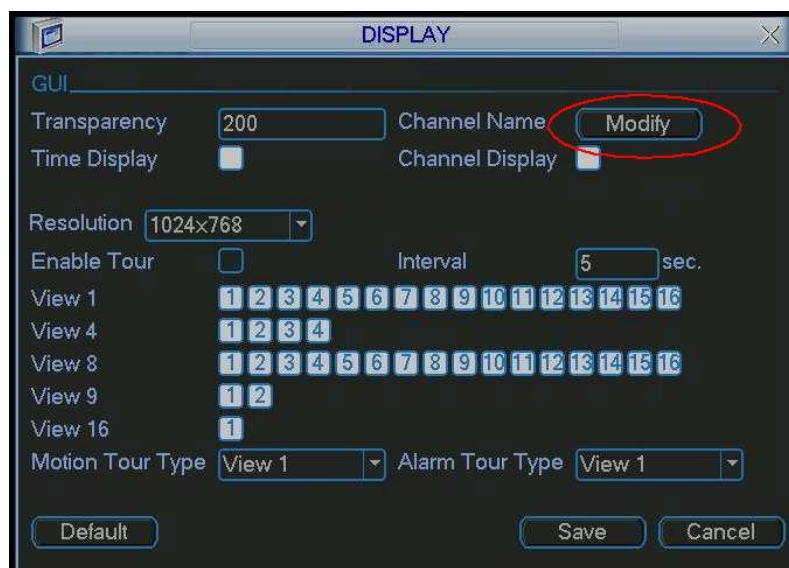 DISPLAY
GUI
Transparency 200 Channel Name Modify
Time Display Channel Display
Resolution 1024×768
Enable Tour Interval 5 sec.
View 1 1 2 3 4 5 6 7 8 9 10 11 12 13 14 15 16
View 4 1 2 3 4
View 8 1 2 3 4 5 6 7 8 9 10 11 12 13 14 15 16
View 9 1 2
View 16 1
Motion Tour Type View 1 Alarm Tour Type View 1
Default Save Cancel